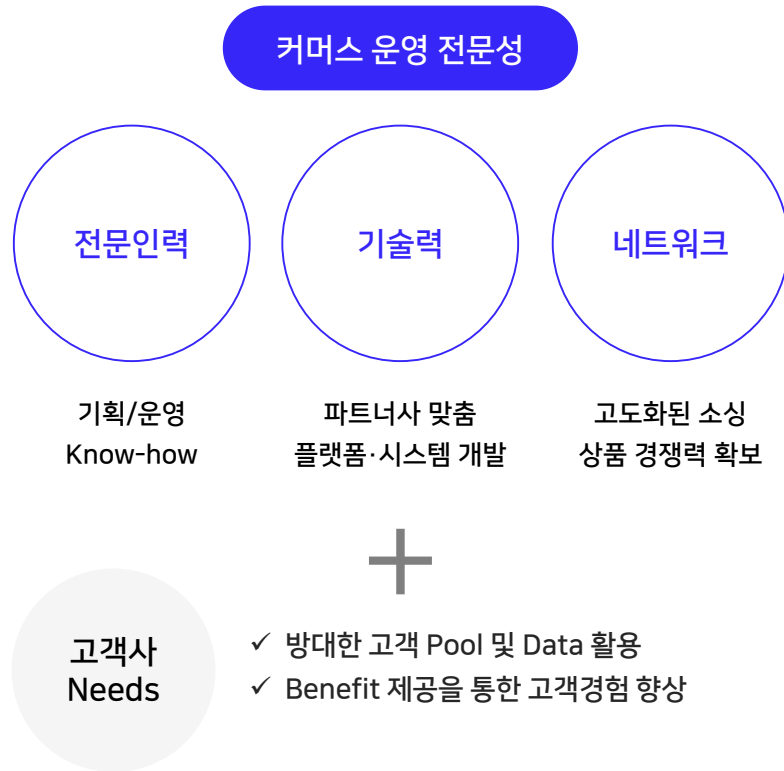 커머스 운영 전문성
전문인력
기술력
네트워크
기획/운영
Know-how
파트너사 맞춤
플랫폼·시스템 개발
고도화된 소싱
상품 경쟁력 확보
+
고객사
Needs
✓ 방대한 고객 Pool 및 Data 활용
✓ Benefit 제공을 통한 고객경험 향상